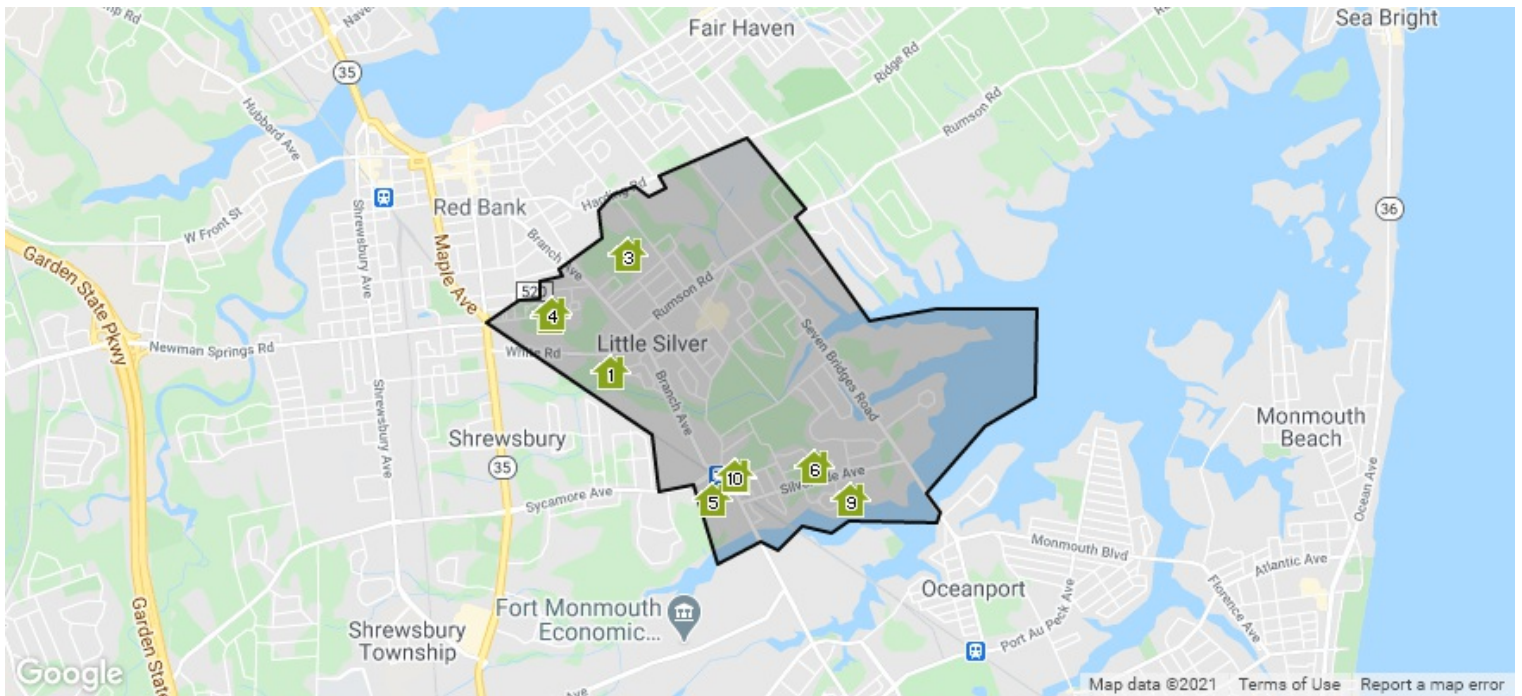 Sea Bright
Fair Haven
Ridge Rd
35
Hubbard Ave
Rumson Rd
Red Bank
Harding Rd
36
W Front St
Shrewsbury Ave
Maple Ave
Branch Ave
3
Garden State Pkwy
520
Rumson Rd
4
Seven Bridges Road
Newman Springs Rd
White Rd
Little Silver
1
Branch Ave
Shrewsbury Ave
Monmouth
Beach
Shrewsbury
35
10
6
Sycamore Ave
5
9
Ocean Ave
Monmouth Blvd
Atlantic Ave
Oceanport
Florence Ave
Fort Monmouth
Economic...
Port Au Peck Ave
Garden State
Shrewsbury
Township
Google
Map data ©2021
Terms of Use
Report a map error